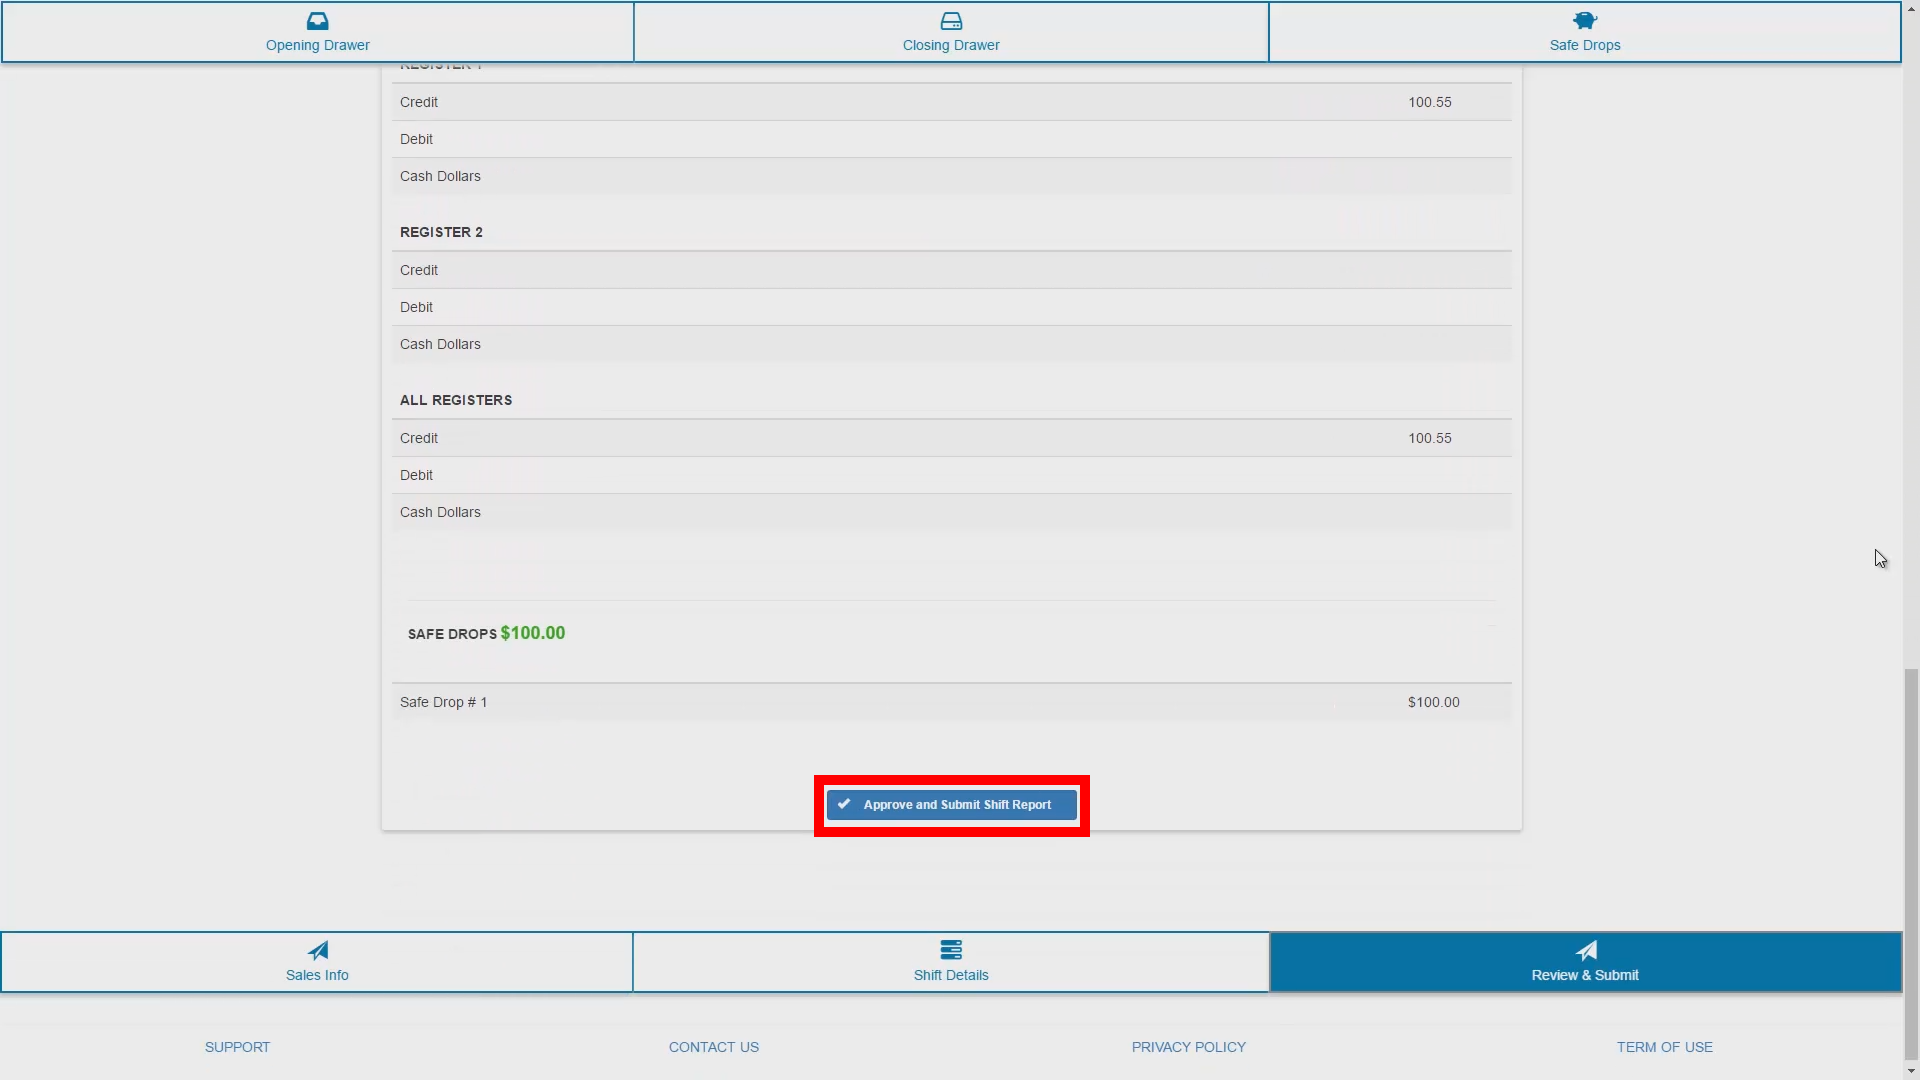 Opening Drawer
Closing Drawer
Safe Drops
REGISTER 1
Credit 100.55
Debit
Cash Dollars
REGISTER 2
Credit
Debit
Cash Dollars
ALL REGISTERS
Credit 100.55
Debit
Cash Dollars
SAFE DROPS $100.00
Safe Drop # 1 $100.00
Approve and Submit Shift Report
Sales Info
Shift Details
Review & Submit
SUPPORT
CONTACT US
PRIVACY POLICY
TERM OF USE